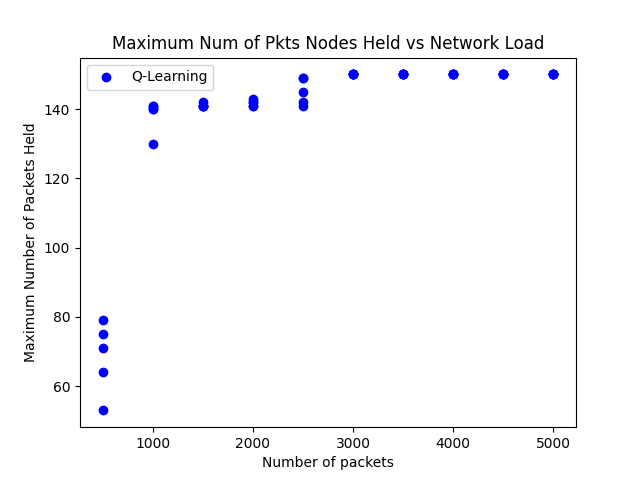 Maximum Num of Pkts Nodes Held vs Network Load
Q-Learning
140
120
100
80
60
Maximum Number of Packets Held
1000 2000 3000 4000 5000
Number of packets